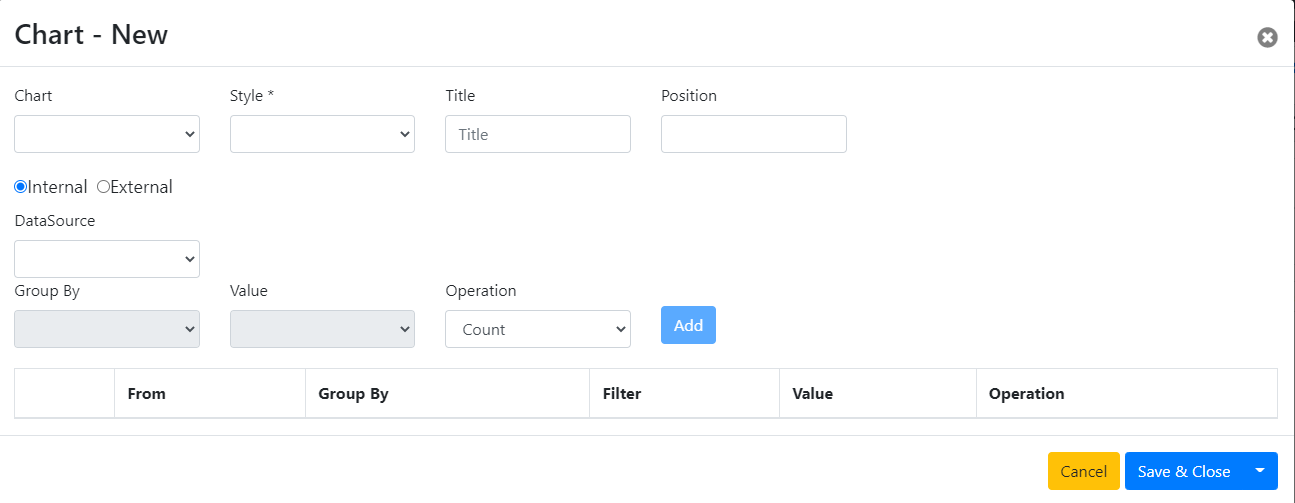 Chart - New
Chart Style * Title Position
Title
Internal External
DataSource
Group By Value Operation
Count Add
From Group By Filter Value Operation
Cancel Save & Close